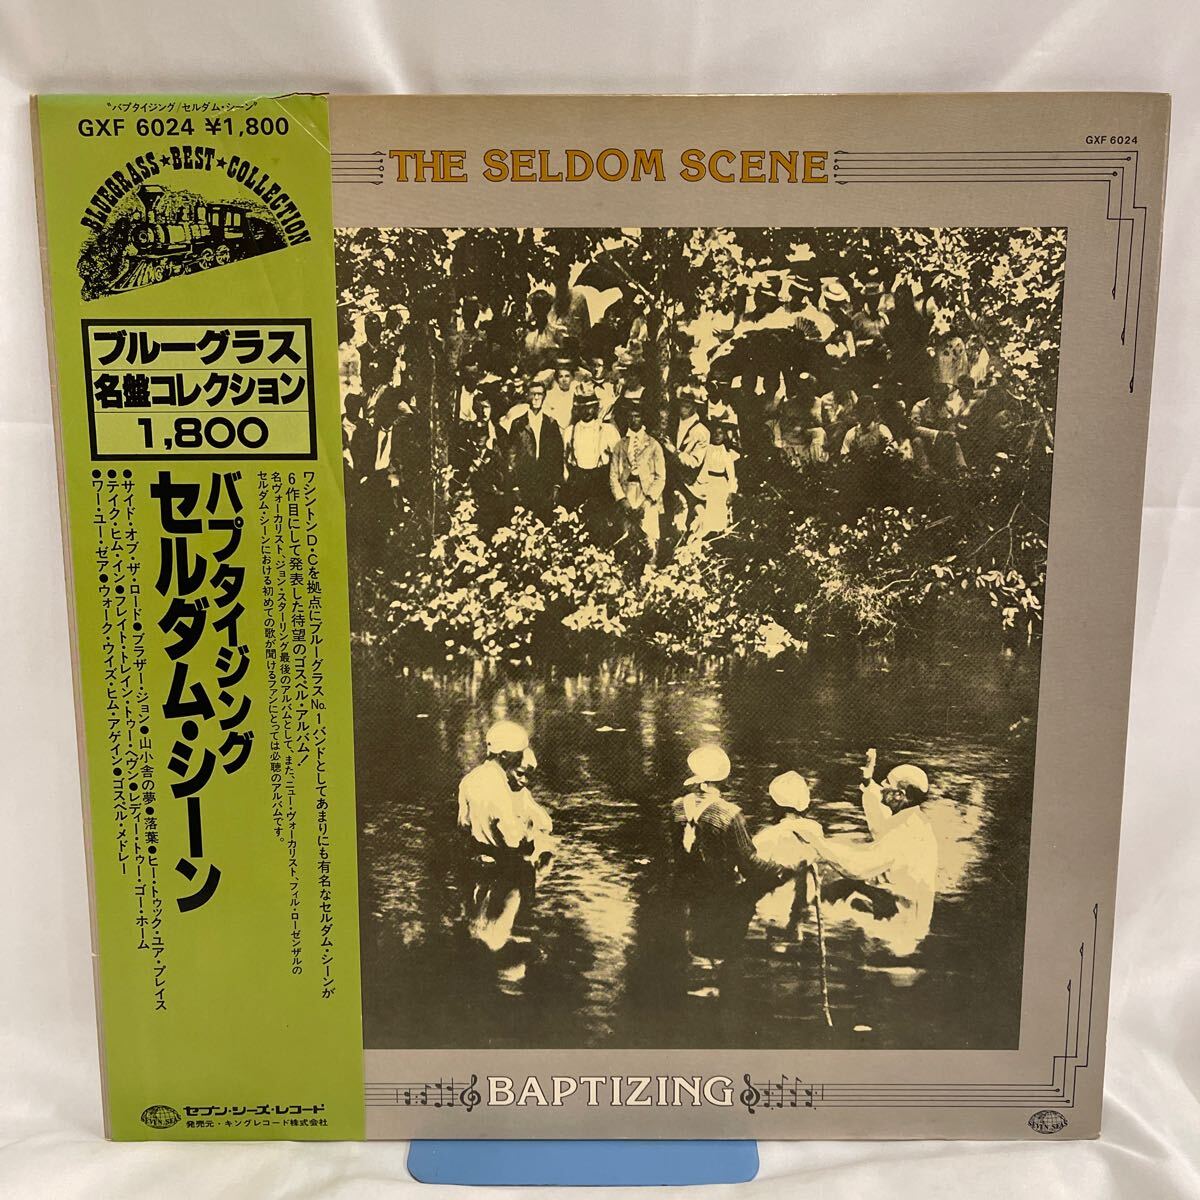 "バプタイジング/セルダム・シーン"
GXF 6024 ¥1,800
BLUEGRASS★BEST★COLLECTION
ブルーグラス
名盤コレクション
1,800
バプタイジング
セルダム・シーン
ワシントンD・Cを拠点にブルーグラスNo.1バンドとしてあまりにも有名なセルダム・シーンが
6作目にして発表した待望のゴスペル・アルバム!
名ヴォーカリスト、ジョン・スターリング最後のアルバムとして、また、ニュー・ヴォーカリスト、フィル・ローゼンザルの
セルダム・シーンにおける初めての歌が聞けるファンにとっては必聴のアルバムです。
●サイド・オブ・ザ・ロード●ブラザー・ジョン●山小舎の夢●落葉●ヒー・トゥック・ユア・プレイス
●テイク・ヒム・イン●フレイト・トレイン・トゥー・ヘヴン●レディー・トゥー・ゴー・ホーム
●ワー・ユー・ゼア●ウォーク・ウイズ・ヒム・アゲイン●ゴスペル・メドレー
SEVEN SEAS
セブン・シーズ・レコード
発売元・キングレコード株式会社
GXF 6024
THE SELDOM SCENE
BAPTIZING
SEVEN SEAS